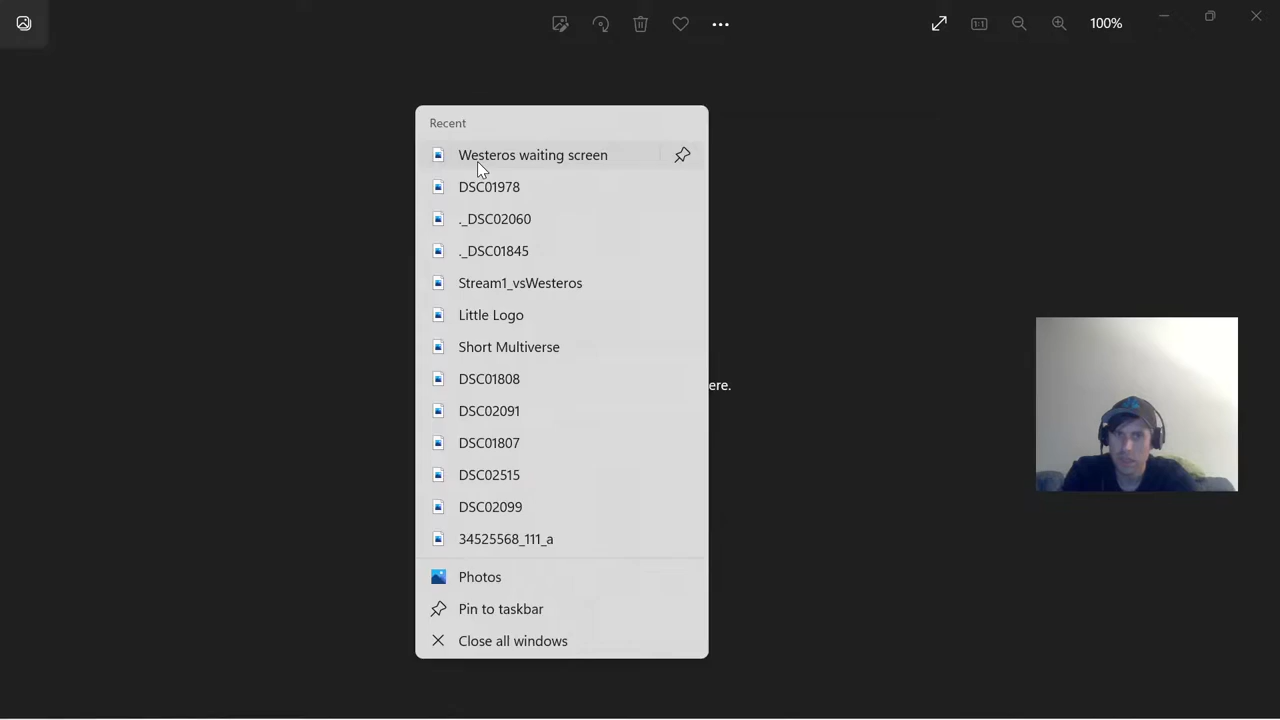 100%
Recent
Westeros waiting screen
DSC01978
._DSC02060
._DSC01845
Stream1_vsWesteros
Little Logo
Short Multiverse
DSC01808
ere.
DSC02091
DSC01807
DSC02515
DSC02099
34525568_111_a
Photos
Pin to taskbar
Close all windows